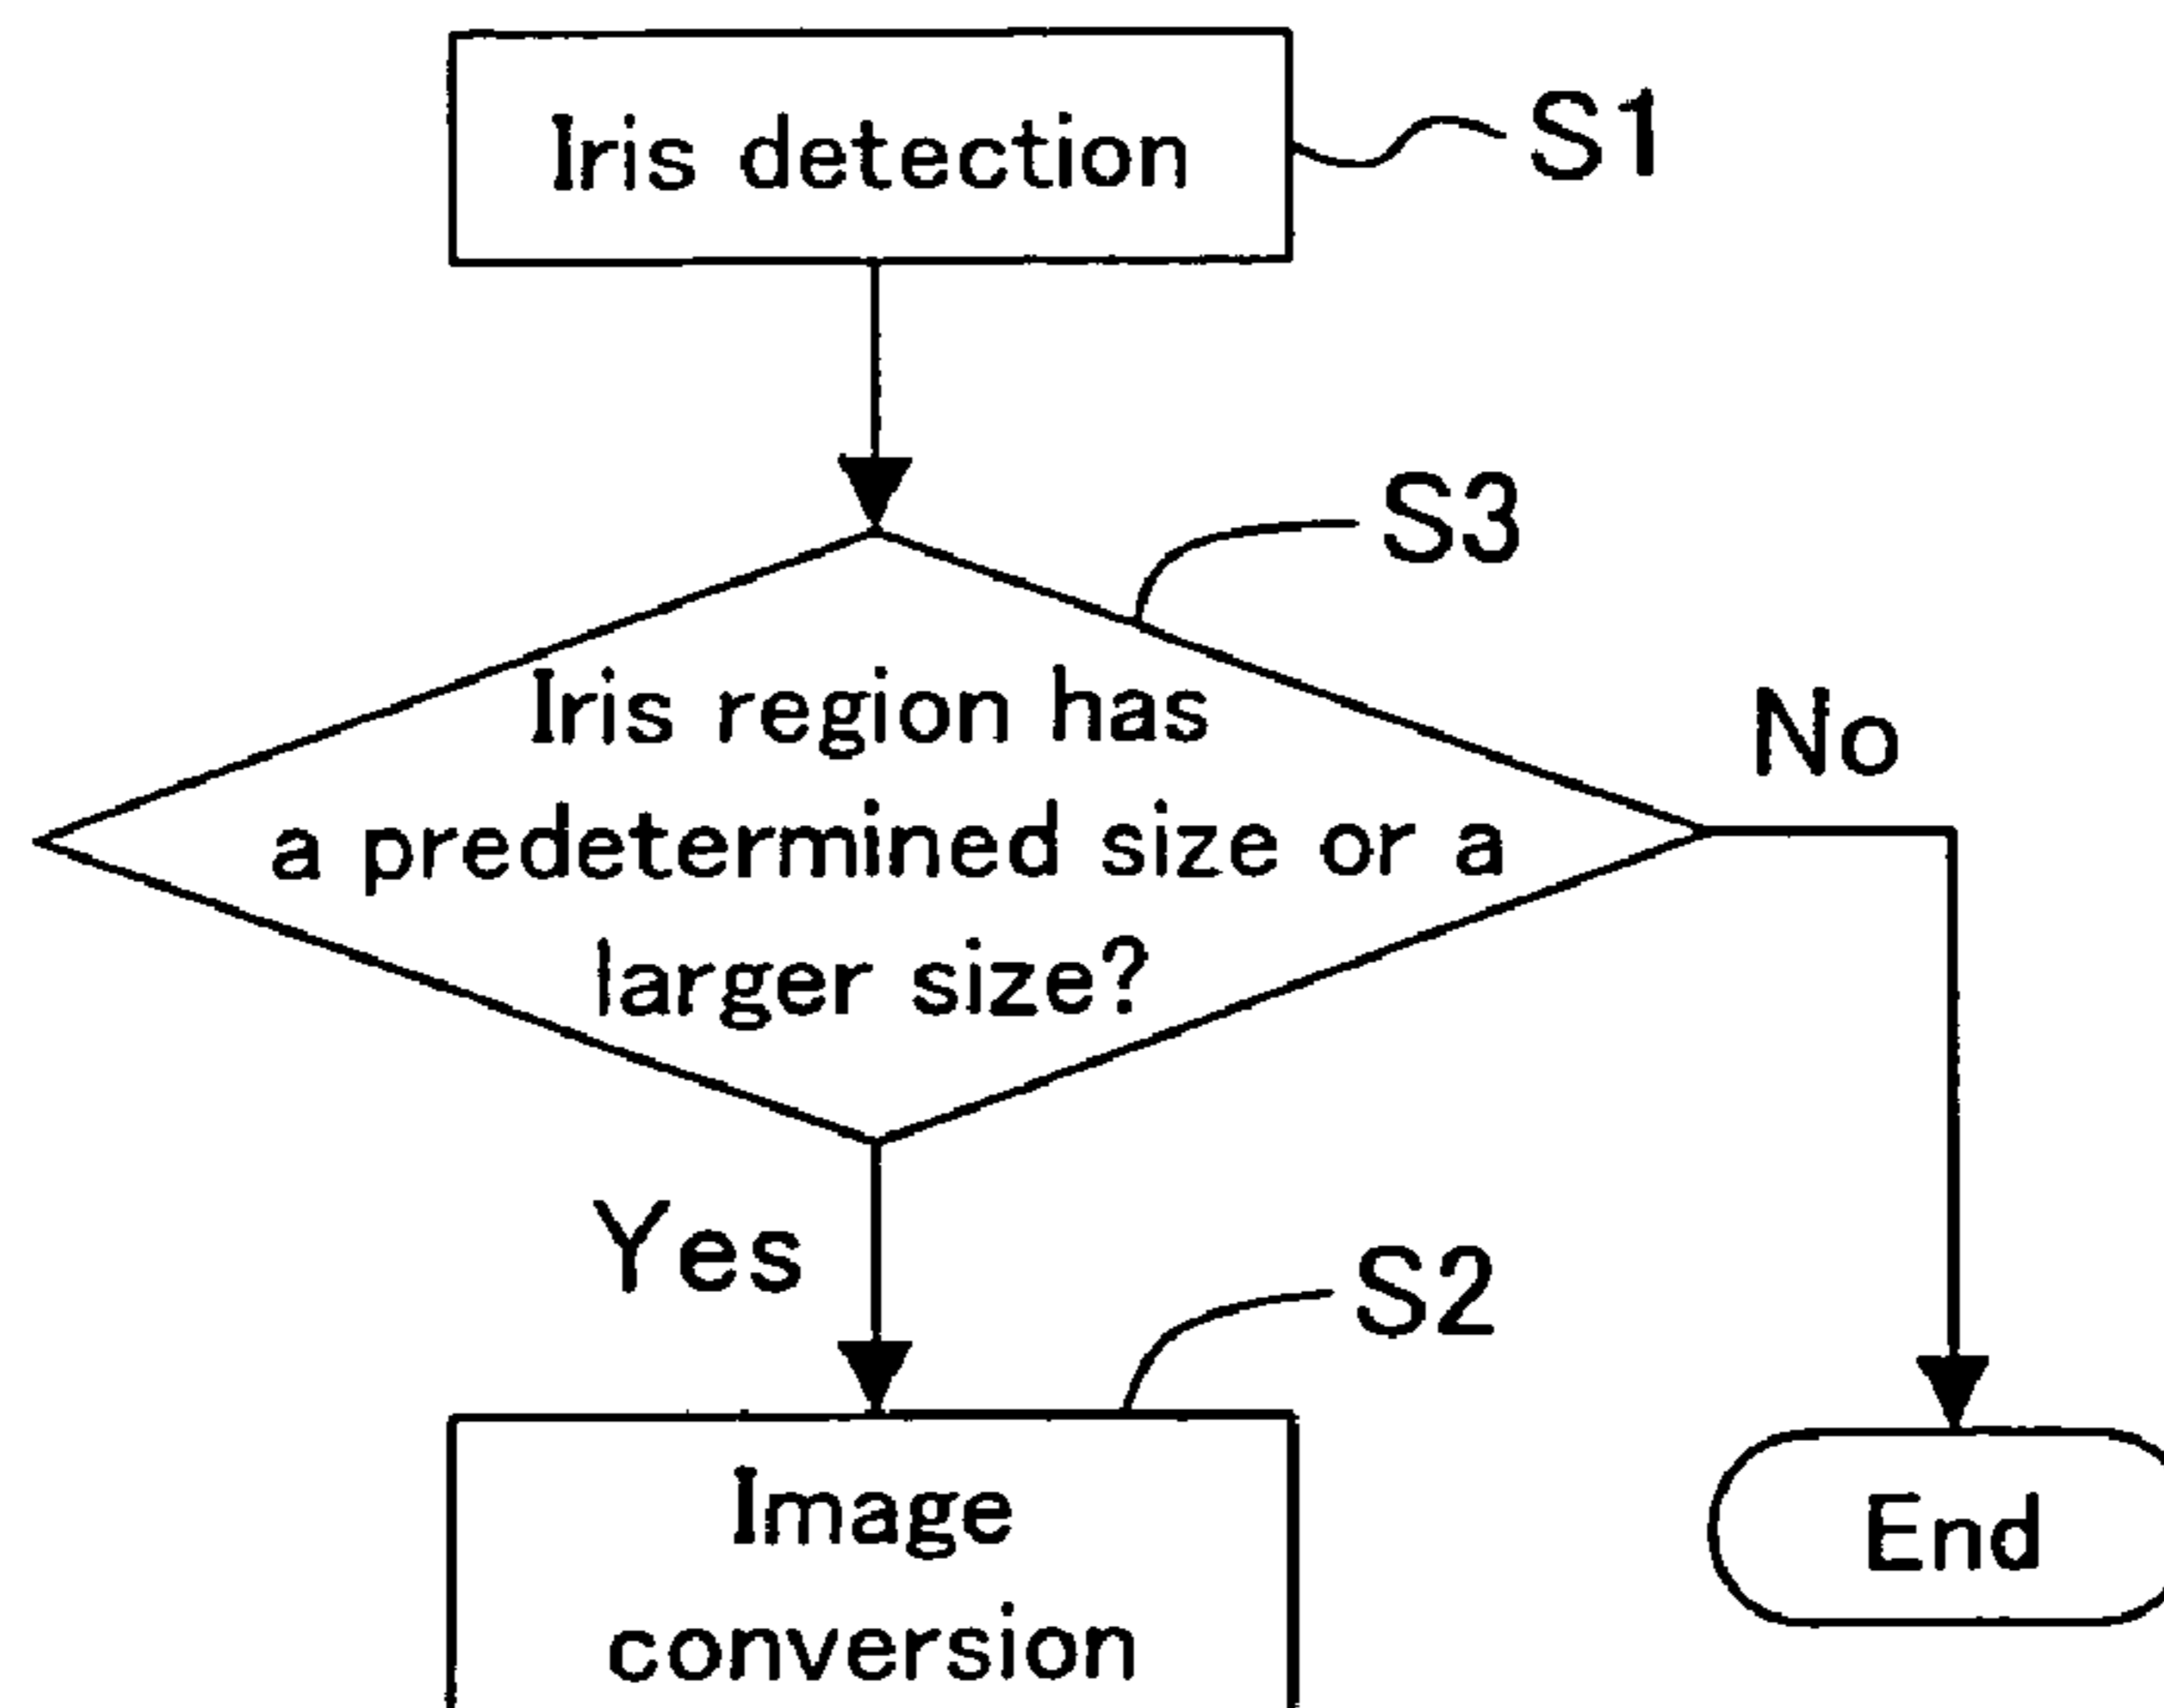 Iris detection
S1
S3
Iris region has
a predetermined size or a
larger size?
No
Yes
S2
Image
conversion
End